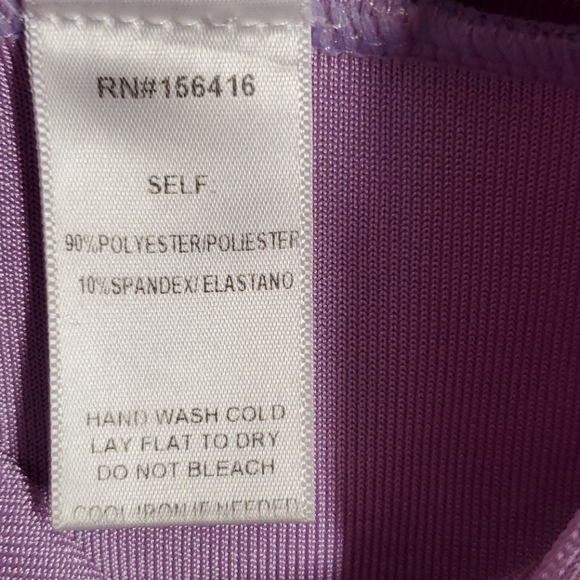 RN#156416
SELF
90%POLYESTER/POLIESTER
10%SPANDEX/ELASTANO
HAND WASH COLD
LAY FLAT TO DRY
DO NOT BLEACH
COOL IRON IF NEEDED